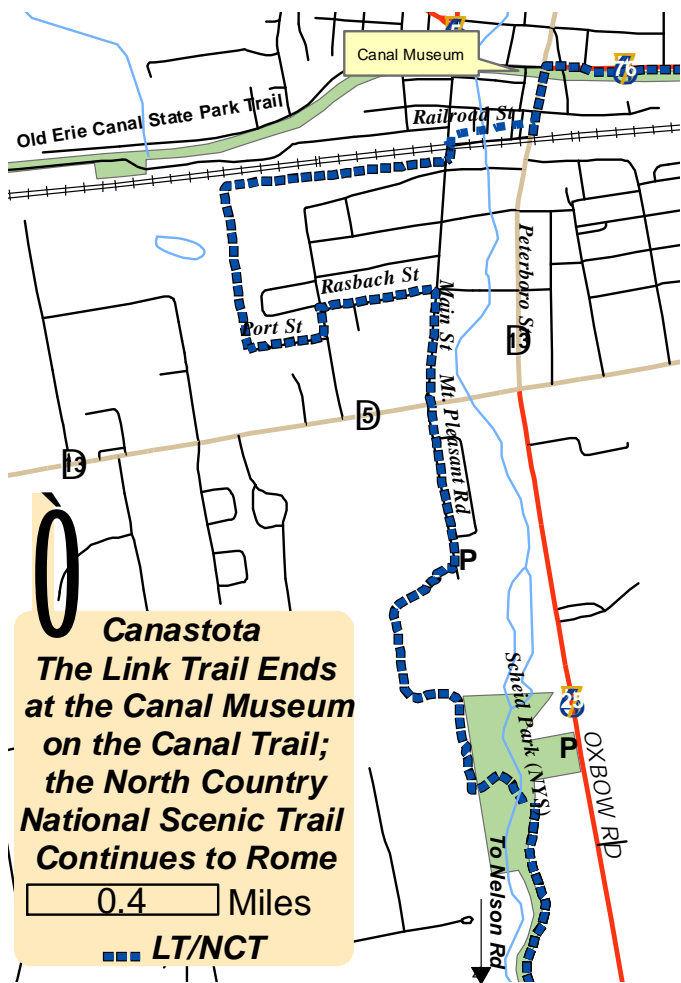 5
Canal Museum
76
Old Erie Canal State Park Trail
Railroad St
Peterboro St
Rasbach St
Main St
Port St
13
Mt. Pleasant Rd
5
13
P
Ò
Scheid Park (NYS)
25
P
OXBOW RD
Canastota
The Link Trail Ends
at the Canal Museum
on the Canal Trail;
the North Country
National Scenic Trail
Continues to Rome
0.4 Miles
LT/NCT
To Nelson Rd